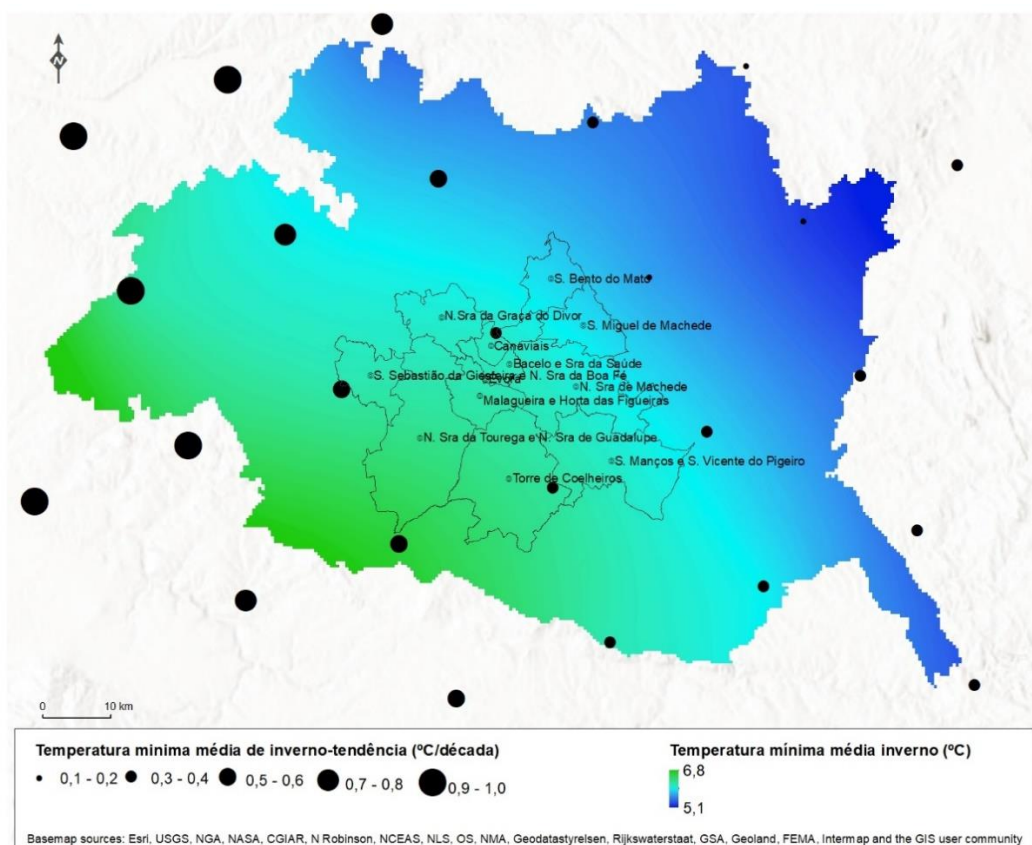 N
S. Bento do Mato
N.Sra da Graça do Divor
S. Miguel de Machede
Canaviais
Bacelo e Sra da Saúde
S. Sebastião da Giesteira e N. Sra da Boa Fé
Évora
N. Sra de Machede
Malagueira e Horta das Figueiras
N. Sra da Tourega e N. Sra de Guadalupe
S. Manços e S. Vicente do Pigeiro
Torre de Coelheiros
0 10 km
Temperatura minima média de inverno-tendência (ºC/década)
0,1 - 0,2 0,3 - 0,4 0,5 - 0,6 0,7 - 0,8 0,9 - 1,0
Temperatura mínima média inverno (ºC)
6,8
5,1
Basemap sources: Esri, USGS, NGA, NASA, CGIAR, N Robinson, NCEAS, NLS, OS, NMA, Geodatastyrelsen, Rijkswaterstaat, GSA, Geoland, FEMA, Intermap and the GIS user community